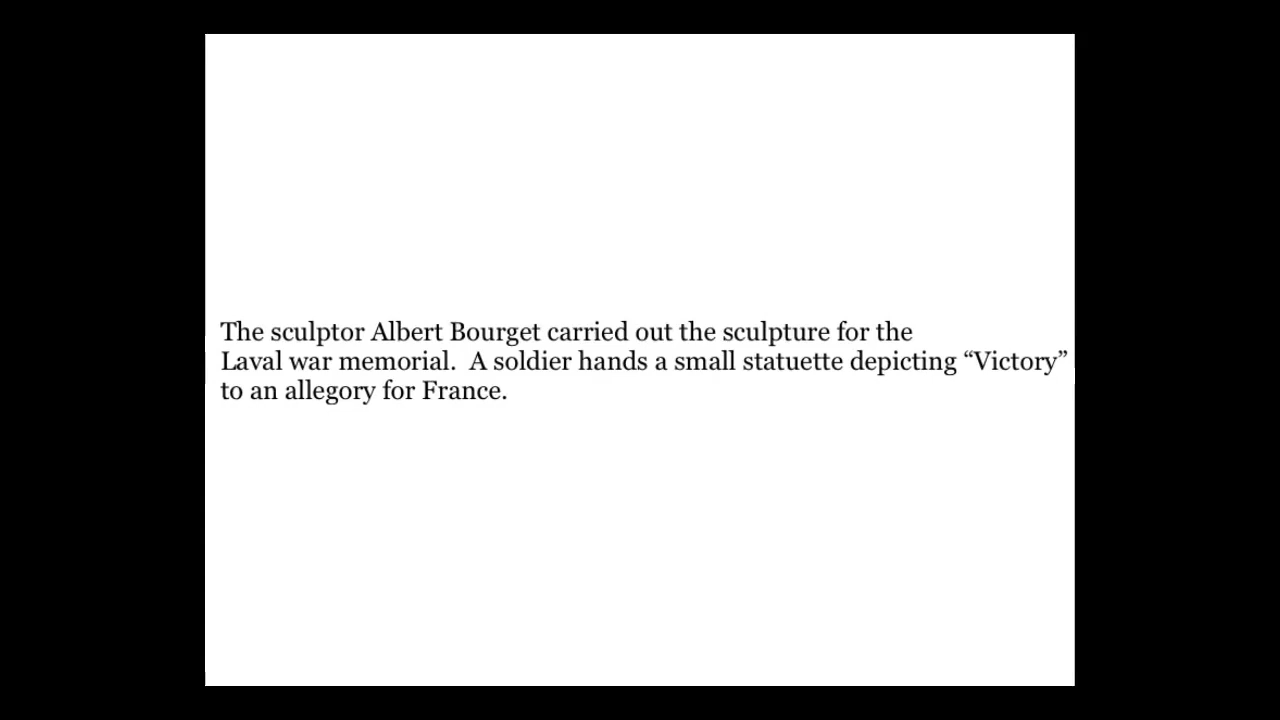 The sculptor Albert Bourget carried out the sculpture for the
Laval war memorial.  A soldier hands a small statuette depicting “Victory”
to an allegory for France.